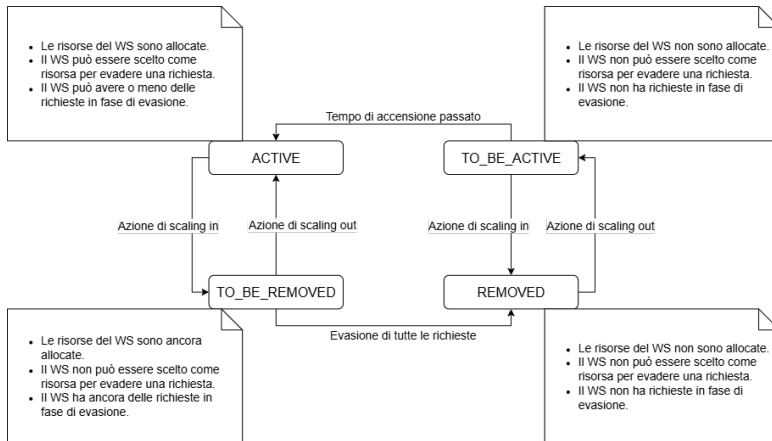 • Le risorse del WS sono allocate.
• Il WS può essere scelto come
risorsa per evadere una richiesta.
• Il WS può avere o meno delle
richieste in fase di evasione.
• Le risorse del WS non sono allocate.
• Il WS non può essere scelto come
risorsa per evadere una richiesta.
• Il WS non ha richieste in fase di
evasione.
Tempo di accensione passato
ACTIVE
TO_BE_ACTIVE
Azione di scaling in
Azione di scaling out
Azione di scaling in
Azione di scaling out
TO_BE_REMOVED
REMOVED
Evasione di tutte le richieste
• Le risorse del WS sono ancora
allocate.
• Il WS non può essere scelto come
risorsa per evadere una richiesta.
• Il WS ha ancora delle richieste in
fase di evasione.
• Le risorse del WS non sono allocate.
• Il WS non può essere scelto come
risorsa per evadere una richiesta.
• Il WS non ha richieste in fase di
evasione.